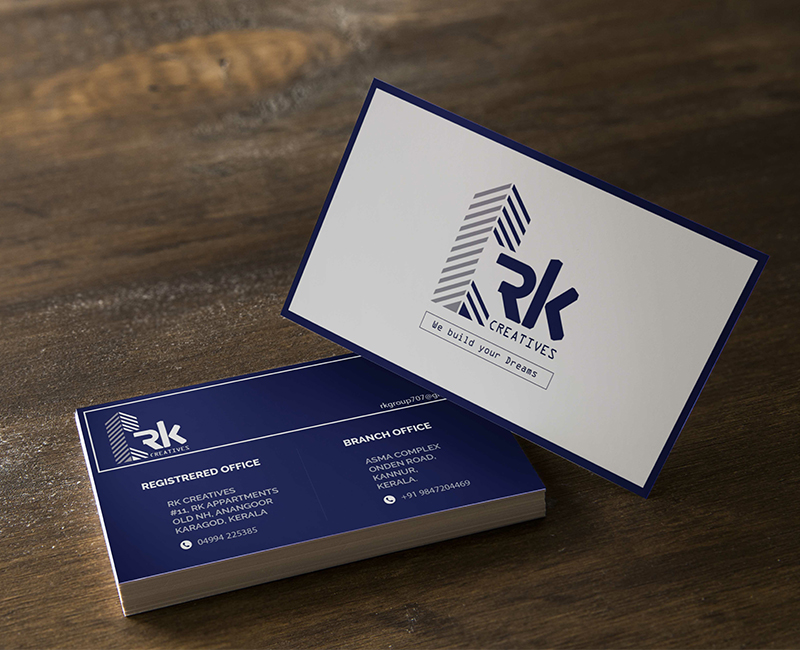 RK
CREATIVES
We build your Dreams
RK
CREATIVES
rkgroup707@g
REGISTRERED OFFICE
RK CREATIVES
#11, RK APPARTMENTS
OLD NH, ANANGOOR
KARAGOD, KERALA
04994 225385
BRANCH OFFICE
ASMA COMPLEX
ONDEN ROAD,
KANNUR,
KERALA.
+91 9847204469